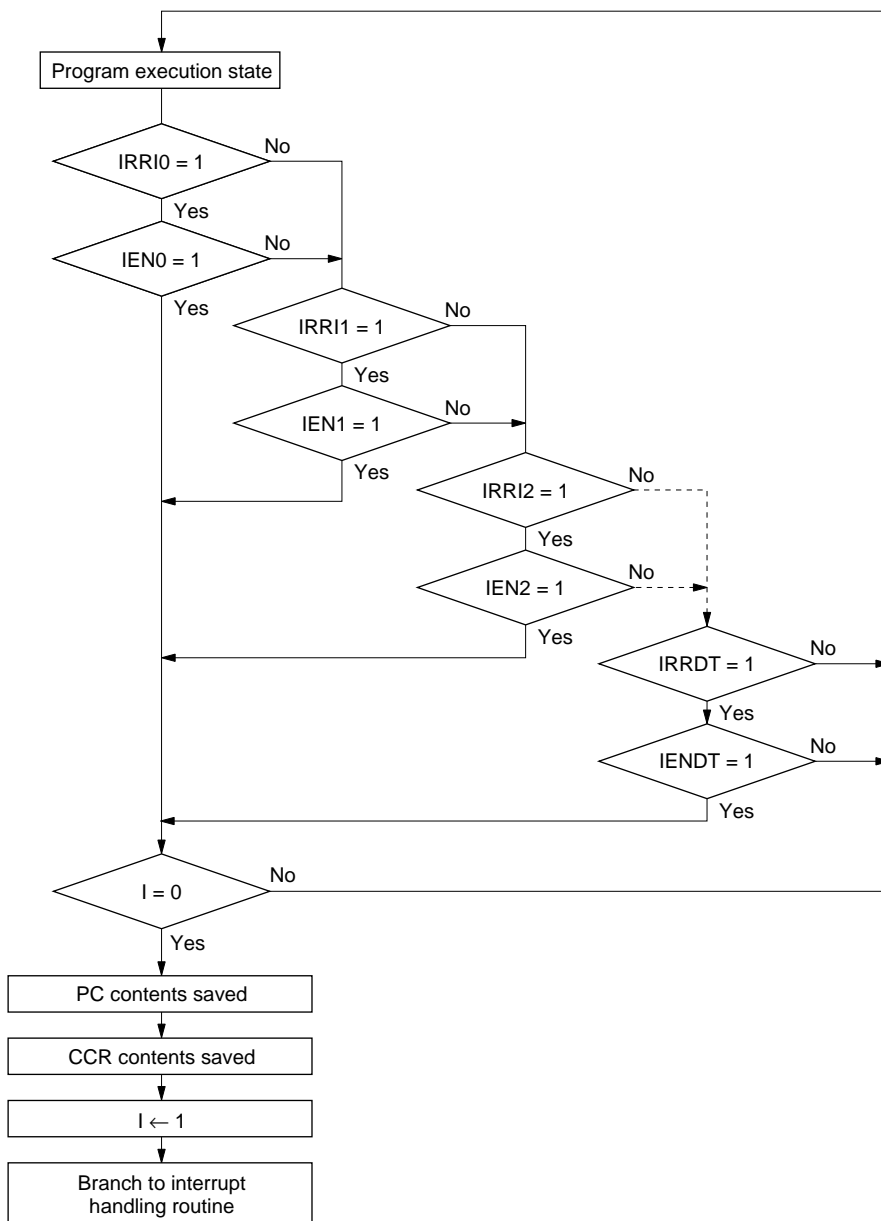 Program execution state
IRRI0 = 1
No
Yes
IEN0 = 1
No
Yes
IRRI1 = 1
No
Yes
IEN1 = 1
No
Yes
IRRI2 = 1
No
Yes
IEN2 = 1
No
Yes
IRRDT = 1
No
Yes
IENDT = 1
No
Yes
I = 0
No
Yes
PC contents saved
CCR contents saved
I ← 1
Branch to interrupt
handling routine